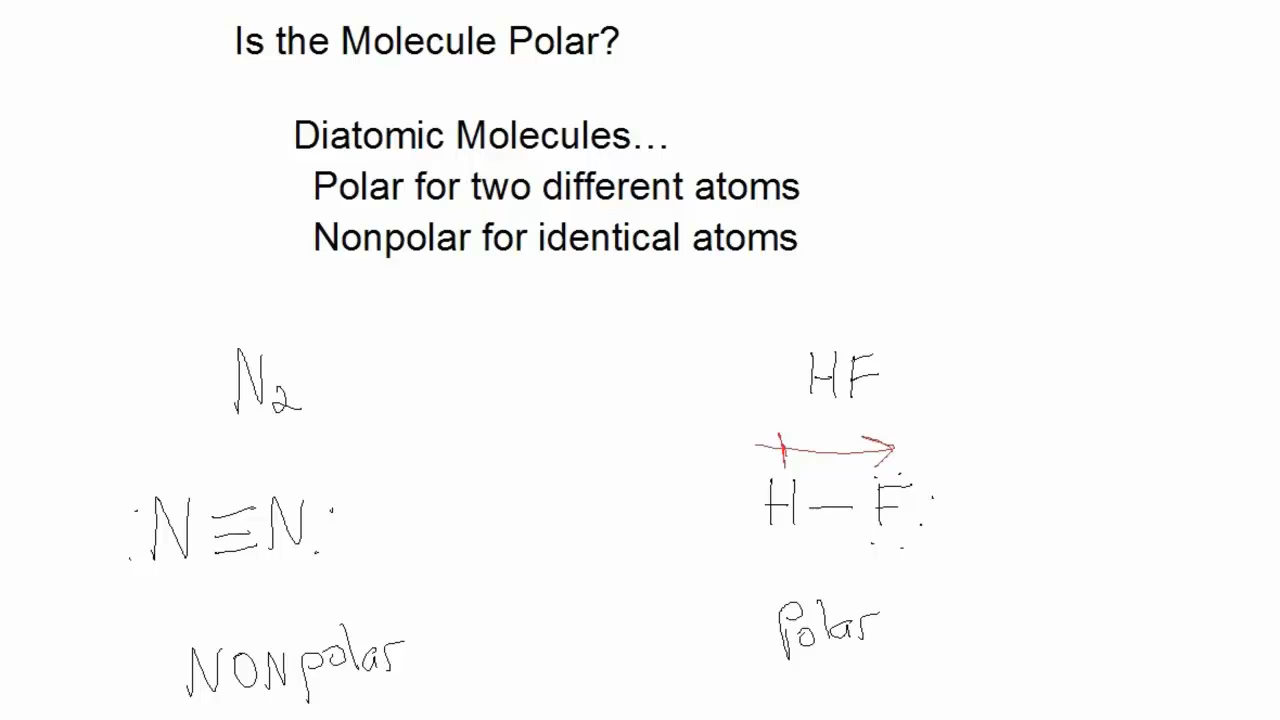 Is the Molecule Polar?
Diatomic Molecules…
Polar for two different atoms
Nonpolar for identical atoms
N2
HF
:N≡N:
H—F:
NONpolar
Polar